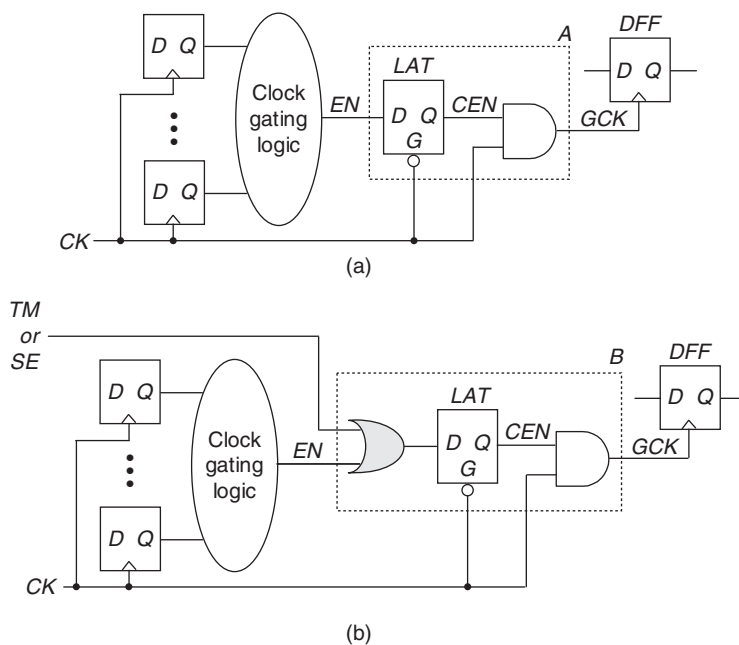 A
DFF
D Q
LAT
D Q
Clock gating logic
EN
D Q
G
CEN
GCK
D Q
CK
(a)
TM or SE
B
DFF
D Q
LAT
D Q
Clock gating logic
EN
D Q
G
CEN
GCK
D Q
CK
(b)